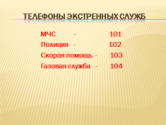 ТЕЛЕФОНЫ ЭКСТРЕННЫХ СЛУЖБ
МЧС - 101
Полиция - 102
Скорая помощь - 103
Газовая служба - 104